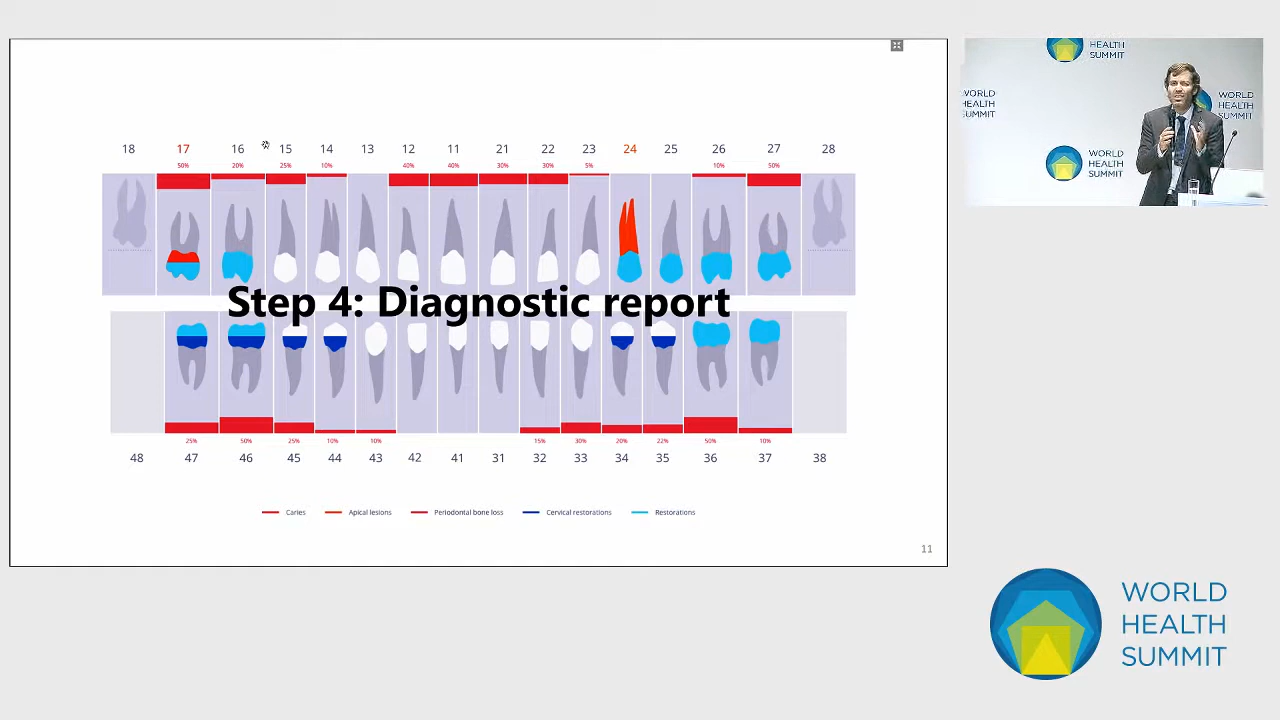 18 17 16 15 14 13 12 11 21 22 23 24 25 26 27 28
50% 20% 25% 10% 40% 40% 30% 30% 5% 10% 50%
Step 4: Diagnostic report
25% 50% 25% 10% 10% 15% 30% 20% 22% 50% 10%
48 47 46 45 44 43 42 41 31 32 33 34 35 36 37 38
Caries Apical lesions Periodontal bone loss Cervical restorations Restorations
11
HEALTH
SUMMIT
WORLD
HEALTH
SUMMIT
WORLD
HEALTH
SUMMIT
WORLD
HEALTH
SUMMIT
WORLD
HEALTH
SUMMIT